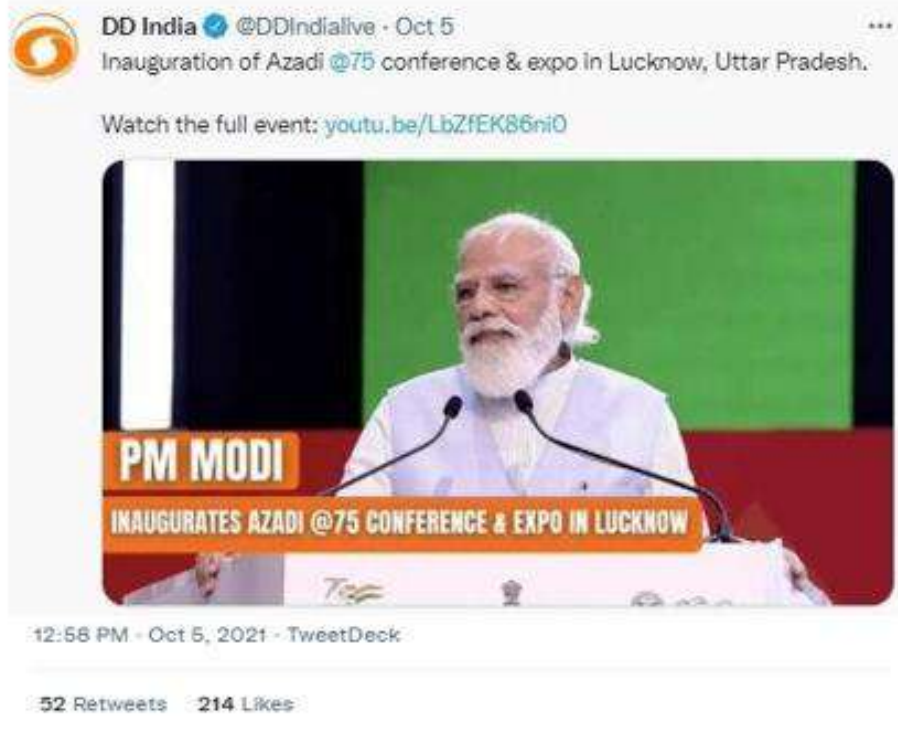 DD India @DDIndialive · Oct 5
Inauguration of Azadi @75 conference & expo in Lucknow, Uttar Pradesh.
Watch the full event: youtu.be/LbZfEK86ni0
PM MODI
INAUGURATES AZADI @75 CONFERENCE & EXPO IN LUCKNOW
12:58 PM · Oct 5, 2021 · TweetDeck
52 Retweets 214 Likes